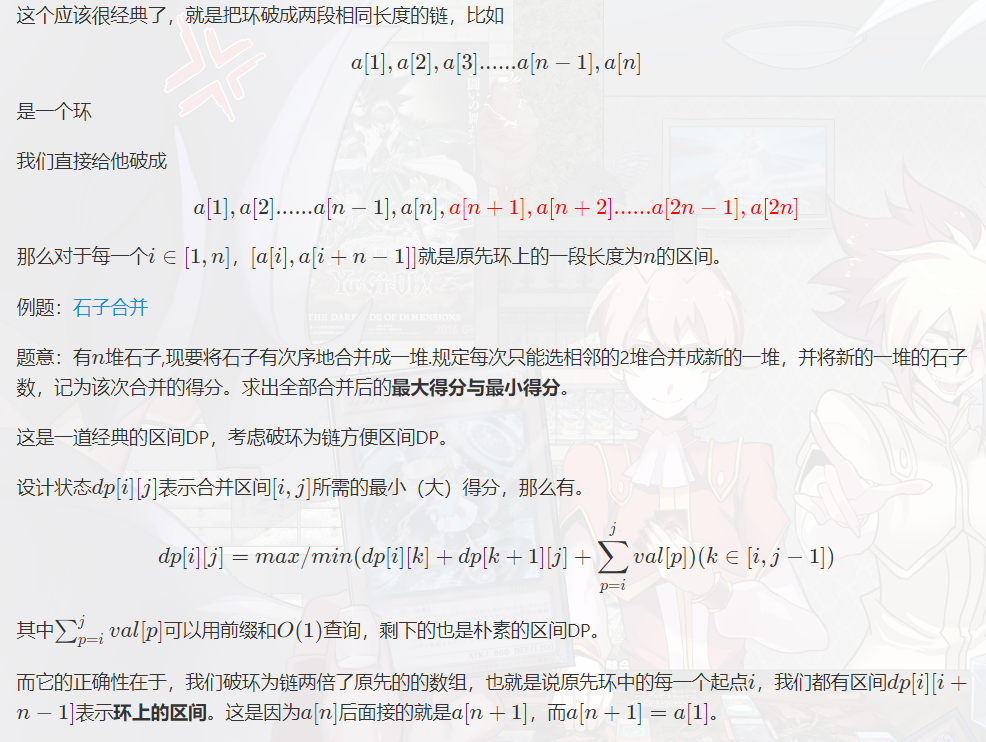 这个应该很经典了，就是把环破成两段相同长度的链，比如
a[1], a[2], a[3]......a[n − 1], a[n]
是一个环
我们直接给他破成
a[1], a[2]......a[n − 1], a[n], a[n + 1], a[n + 2]......a[2n − 1], a[2n]
那么对于每一个i ∈ [1, n]，[a[i], a[i + n − 1]]就是原先环上的一段长度为n的区间。
例题：石子合并
题意：有n堆石子,现要将石子有次序地合并成一堆.规定每次只能选相邻的2堆合并成新的一堆，并将新的一堆的石子
数，记为该次合并的得分。求出全部合并后的最大得分与最小得分。
这是一道经典的区间DP，考虑破环为链方便区间DP。
设计状态dp[i][j]表示合并区间[i, j]所需的最小（大）得分，那么有。
dp[i][j] = max/min(dp[i][k] + dp[k + 1][j] + ∑_{p=i}^{j} val[p])(k ∈ [i, j − 1])
其中∑_{p=i}^{j} val[p]可以用前缀和O(1)查询，剩下的也是朴素的区间DP。
而它的正确性在于，我们破环为链两倍了原先的的数组，也就是说原先环中的每一个起点i，我们都有区间dp[i][i +
n − 1]表示环上的区间。这是因为a[n]后面接的就是a[n + 1]，而a[n + 1] = a[1]。